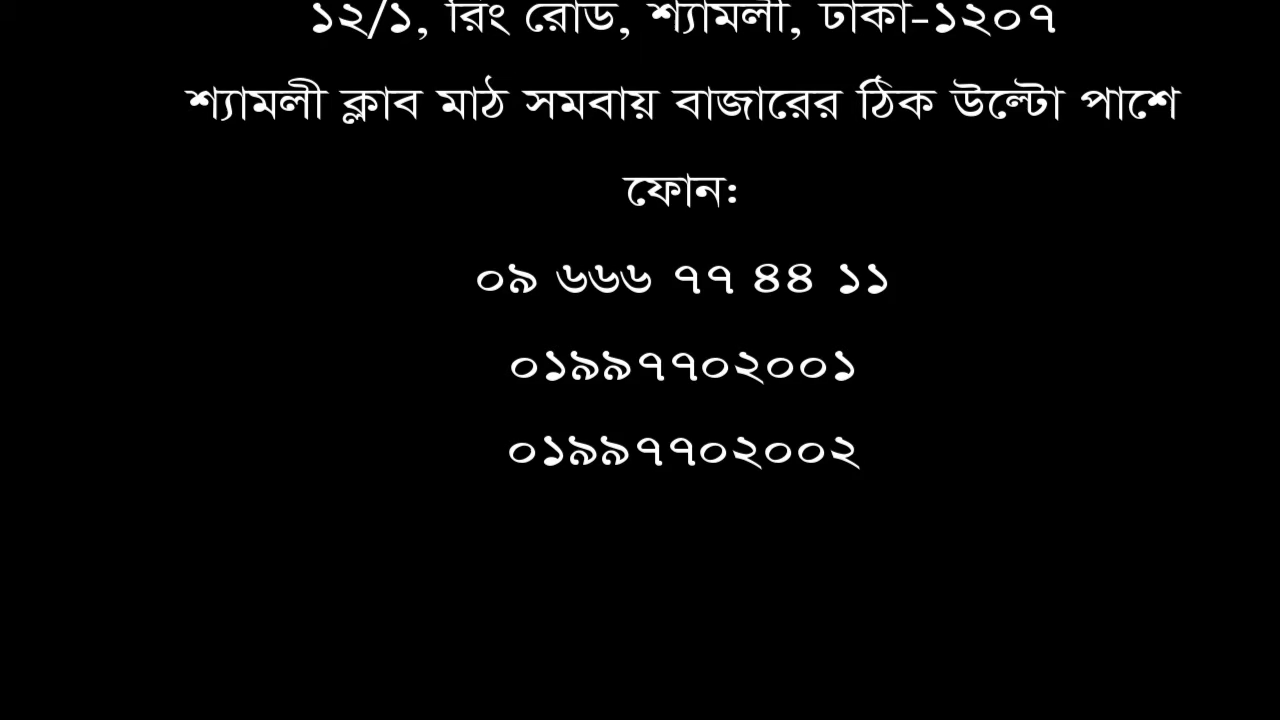 ১২/১, রিং রোড, শ্যামলী, ঢাকা-১২০৭
শ্যামলী ক্লাব মাঠ সমবায় বাজারের ঠিক উল্টো পাশে
ফোনঃ
০৯ ৬৬৬ ৭৭ ৪৪ ১১
০১৯৯৭৭০২০০১
০১৯৯৭৭০২০০২